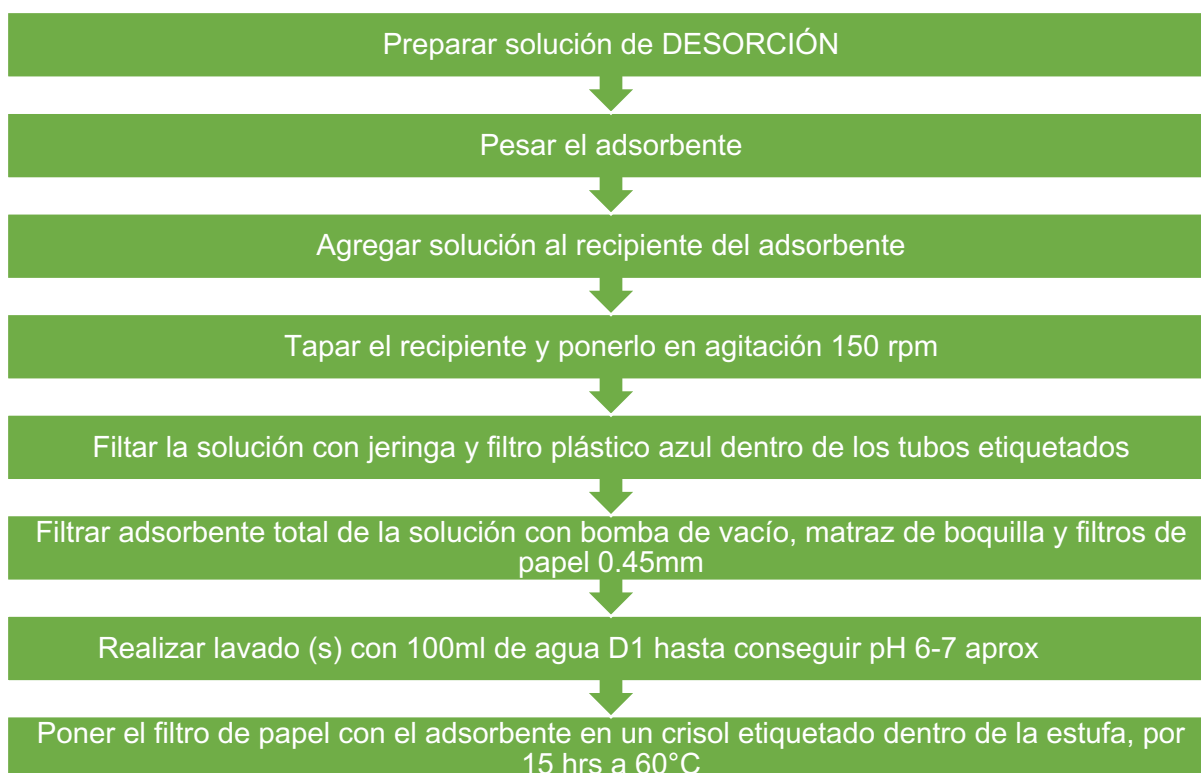 Preparar solución de DESORCIÓN
Pesar el adsorbente
Agregar solución al recipiente del adsorbente
Tapar el recipiente y ponerlo en agitación 150 rpm
Filtar la solución con jeringa y filtro plástico azul dentro de los tubos etiquetados
Filtrar adsorbente total de la solución con bomba de vacío, matraz de boquilla y filtros de
papel 0.45mm
Realizar lavado (s) con 100ml de agua D1 hasta conseguir pH 6-7 aprox
Poner el filtro de papel con el adsorbente en un crisol etiquetado dentro de la estufa, por
15 hrs a 60°C